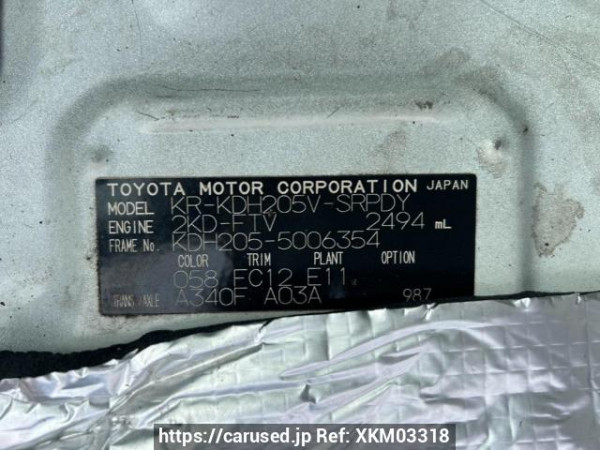 TOYOTA MOTOR CORPORATION JAPAN
MODEL KR-KDH205V-SRPDY
ENGINE 2KD-FTV 2494 mL
FRAME No. KDH205-5006354
COLOR TRIM PLANT OPTION
058 FC12 E11
TRANS/AXLE A340F A03A 987
https://carused.jp Ref: XKM03318